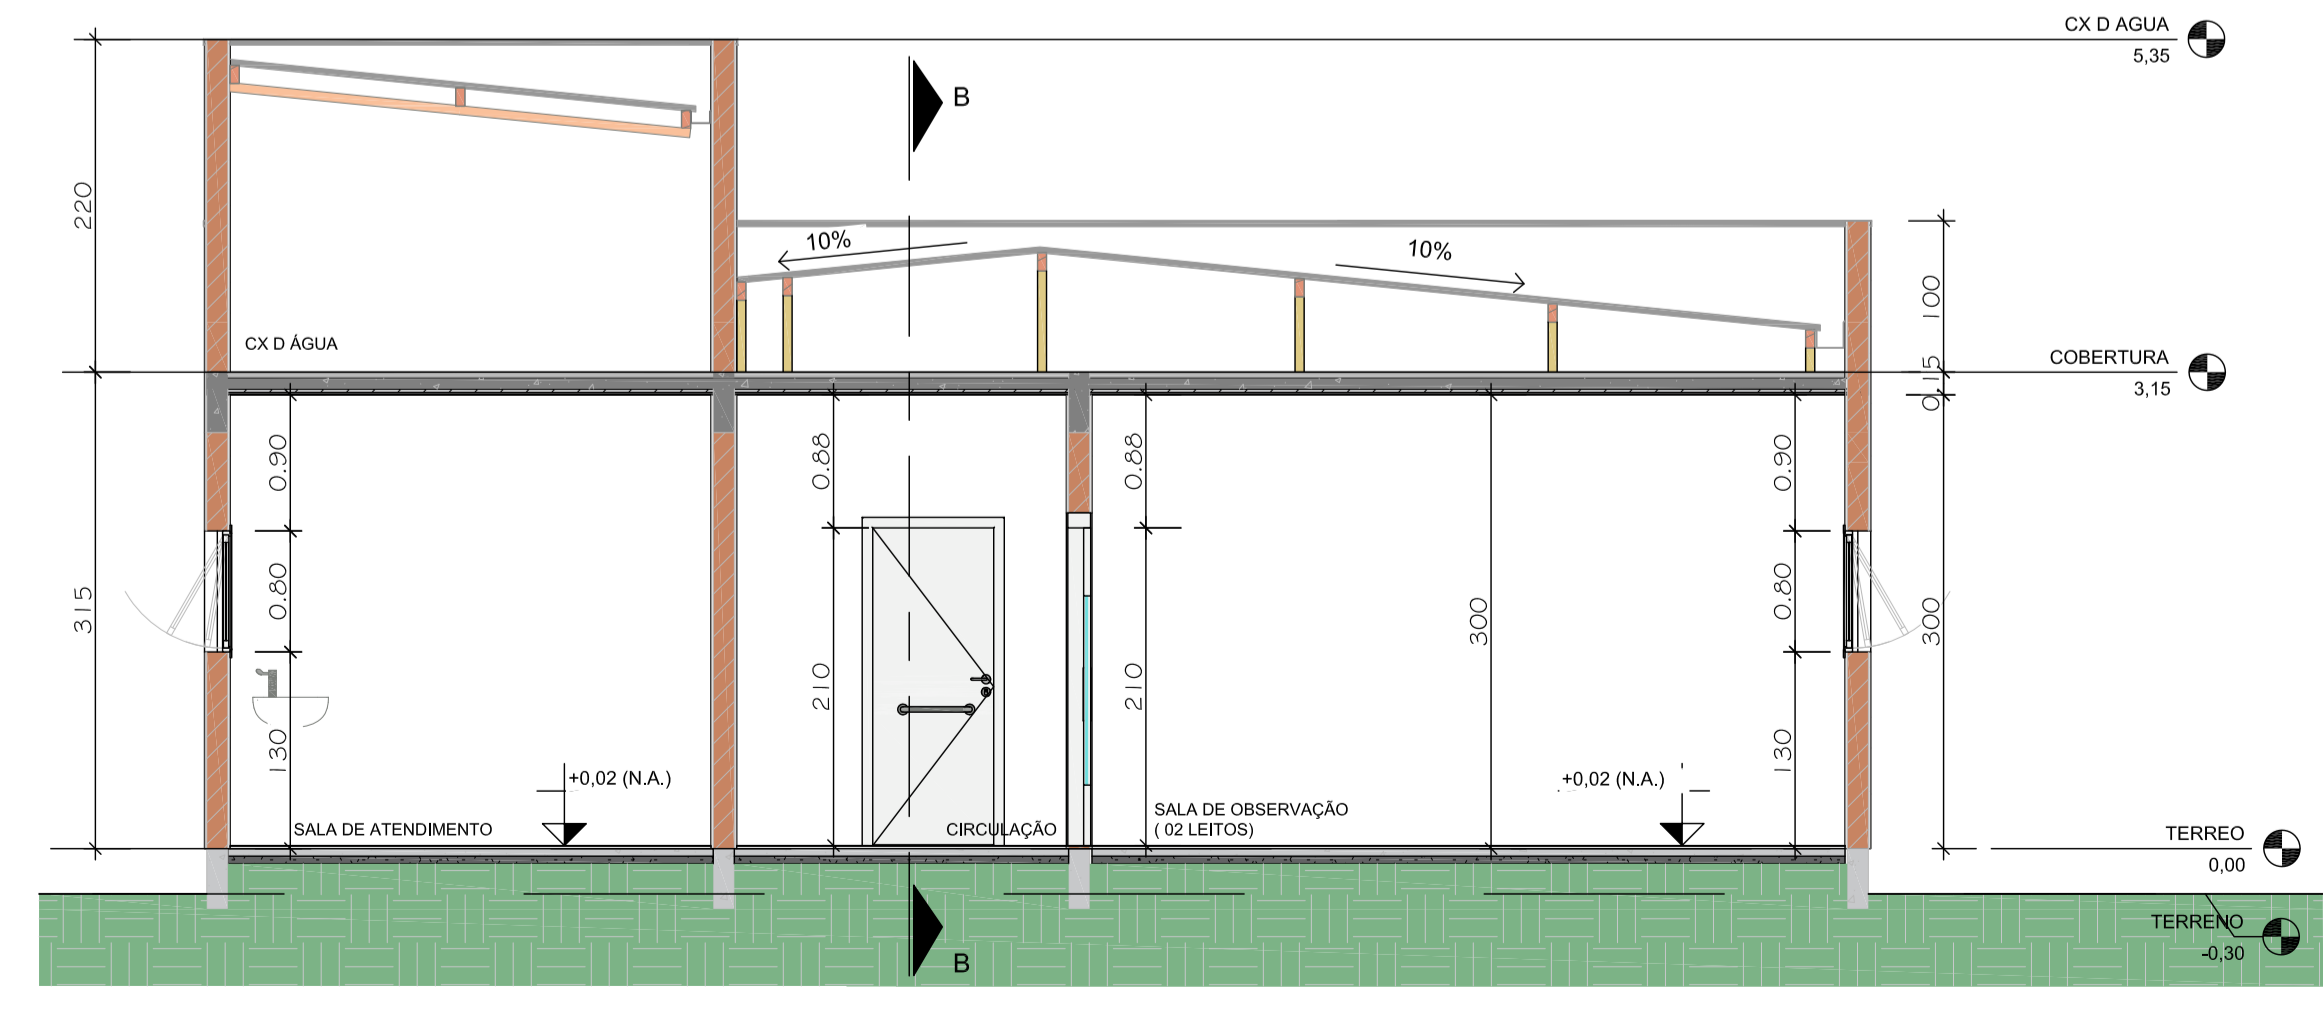 CX D AGUA
5,35
B
220
10%
10%
100
CX D ÁGUA
COBERTURA
3,15
015
0.90
0.88
0.88
0.90
315
0.80
300
0.80
300
210
210
130
130
+0,02 (N.A.)
+0,02 (N.A.)
SALA DE ATENDIMENTO
CIRCULAÇÃO
SALA DE OBSERVAÇÃO
( 02 LEITOS)
TERREO
0,00
TERRENO
-0,30
B